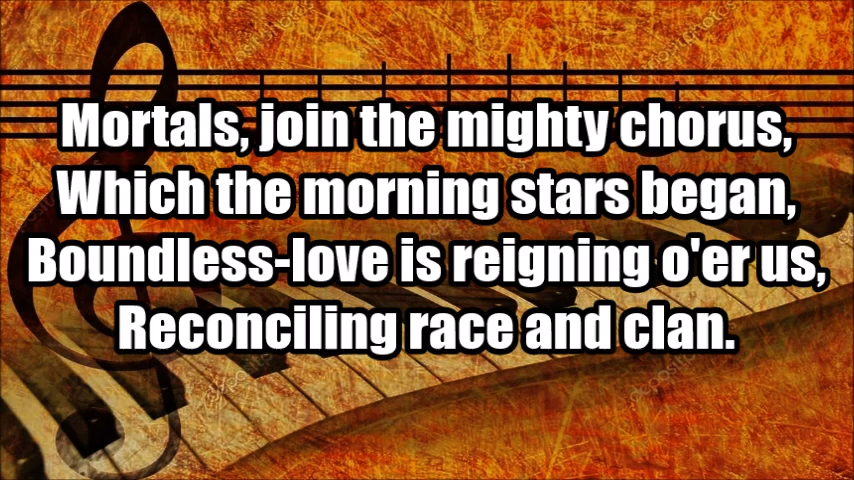 Mortals, join the mighty chorus,
Which the morning stars began,
Boundless-love is reigning o'er us,
Reconciling race and clan.